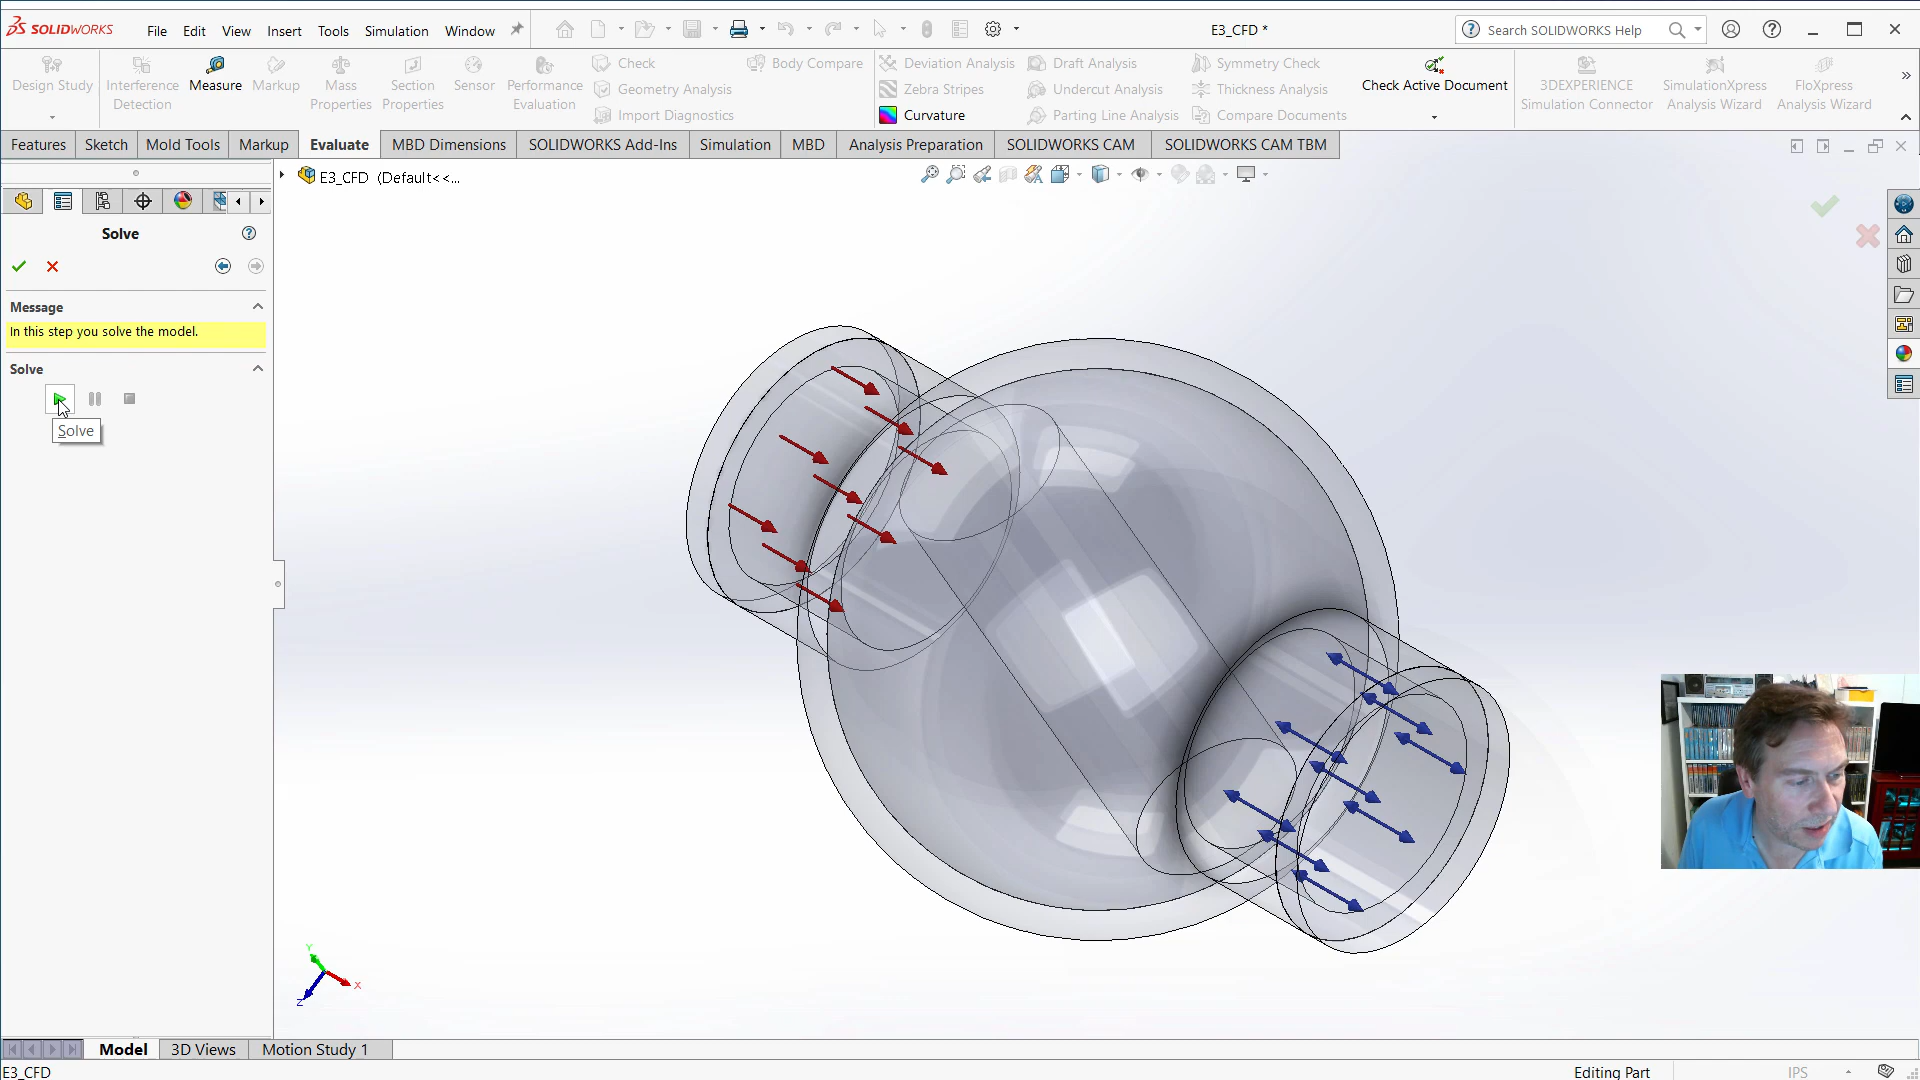 SOLIDWORKS File Edit View Insert Tools Simulation Window E3_CFD * Search SOLIDWORKS Help
Design Study
Interference Detection
Measure
Markup
Mass Properties
Section Properties
Sensor
Performance Evaluation
Check
Geometry Analysis
Import Diagnostics
Body Compare
Deviation Analysis
Zebra Stripes
Curvature
Draft Analysis
Undercut Analysis
Parting Line Analysis
Symmetry Check
Thickness Analysis
Compare Documents
Check Active Document
3DEXPERIENCE Simulation Connector
SimulationXpress Analysis Wizard
FloXpress Analysis Wizard
Features Sketch Mold Tools Markup Evaluate MBD Dimensions SOLIDWORKS Add-Ins Simulation MBD Analysis Preparation SOLIDWORKS CAM SOLIDWORKS CAM TBM
E3_CFD (Default<<...
Solve
Message
In this step you solve the model.
Solve
Solve
Y
X
Z
Model 3D Views Motion Study 1
E3_CFD Editing Part IPS